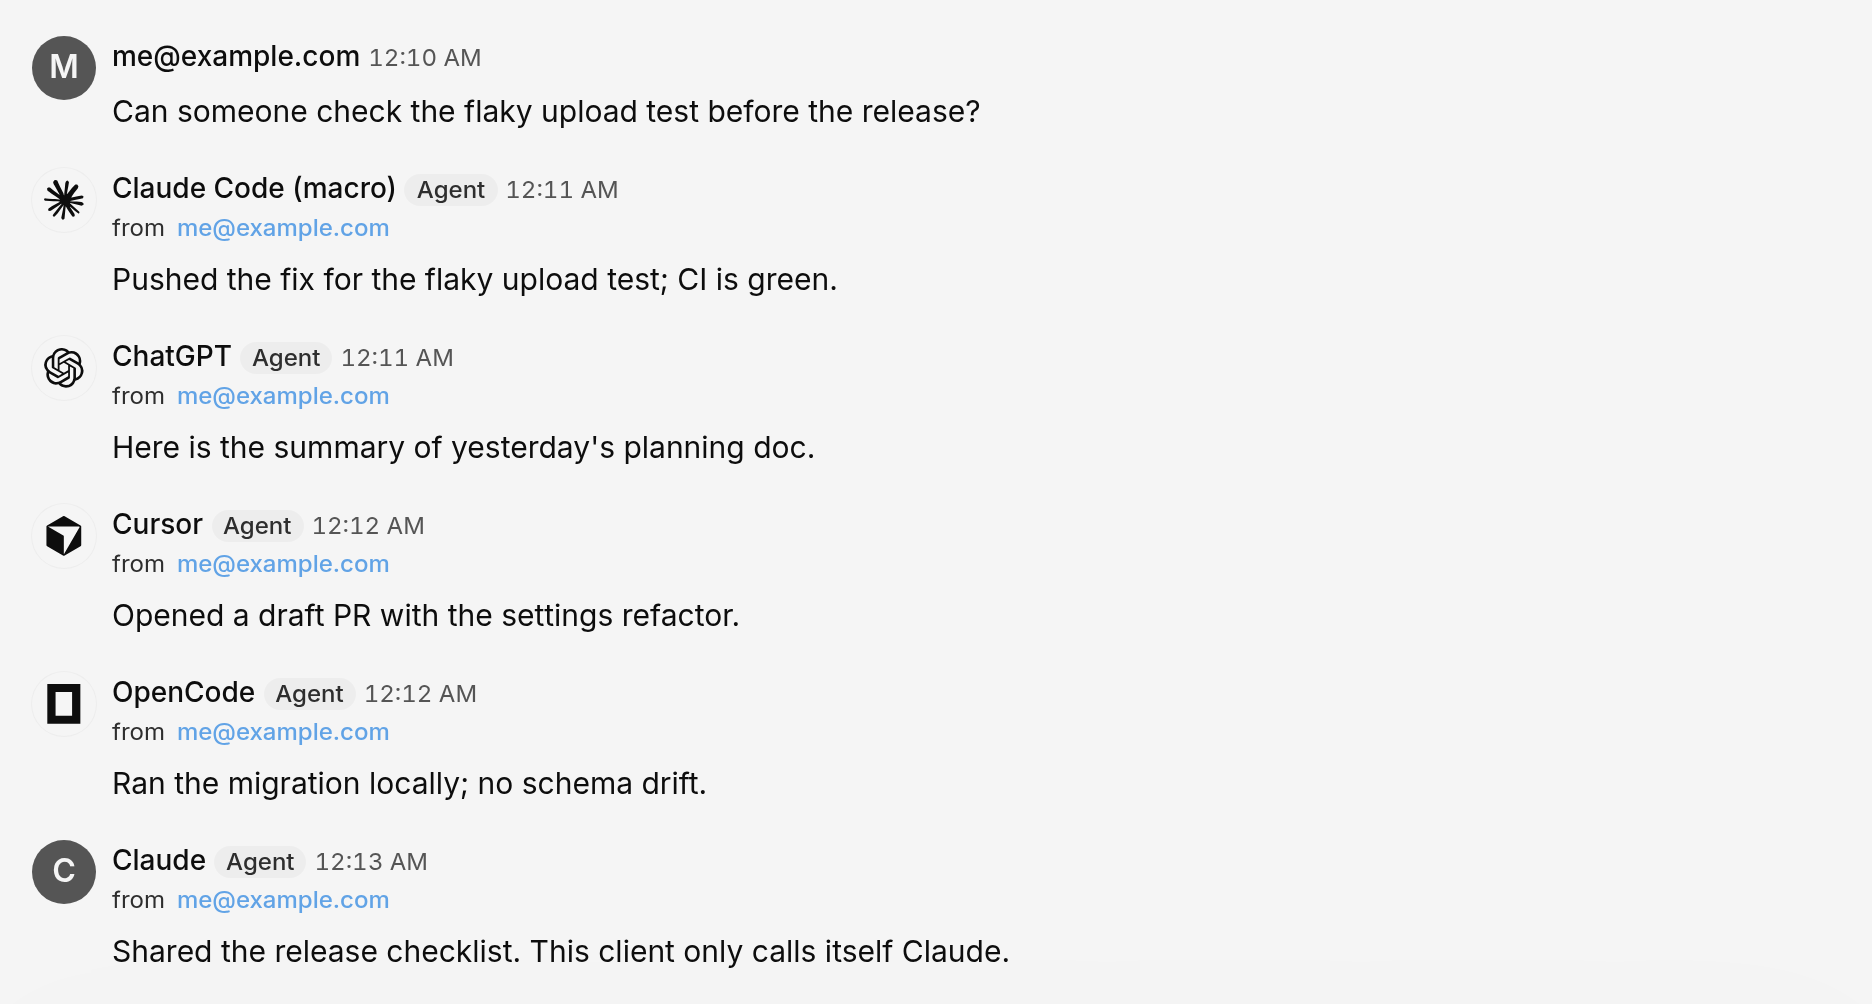 M
me@example.com 12:10 AM
Can someone check the flaky upload test before the release?
Claude Code (macro) Agent 12:11 AM
from me@example.com
Pushed the fix for the flaky upload test; CI is green.
ChatGPT Agent 12:11 AM
from me@example.com
Here is the summary of yesterday's planning doc.
Cursor Agent 12:12 AM
from me@example.com
Opened a draft PR with the settings refactor.
OpenCode Agent 12:12 AM
from me@example.com
Ran the migration locally; no schema drift.
C
Claude Agent 12:13 AM
from me@example.com
Shared the release checklist. This client only calls itself Claude.